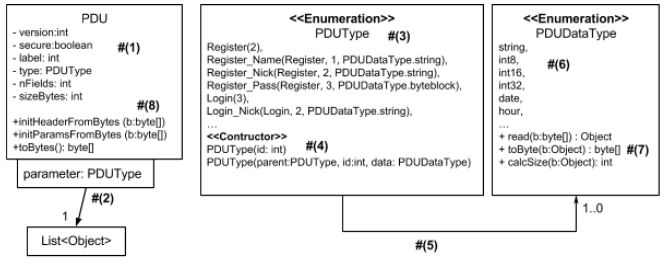 PDU
- version:int
- secure:boolean
#(1)
- label: int
- type: PDUType
- nFields: int
- sizeBytes: int
#(8)
+initHeaderFromBytes (b:byte[])
+initParamsFromBytes (b:byte[])
+toBytes(): byte[]
parameter: PDUType
#(2)
1
List<Object>
<<Enumeration>>
PDUType
#(3)
Register(2),
Register_Name(Register, 1, PDUDataType.string),
Register_Nick(Register, 2, PDUDataType.string),
Register_Pass(Register, 3, PDUDataType.byteblock),
Login(3),
Login_Nick(Login, 2, PDUDataType.string),
...
<<Contructor>>
PDUType(id: int)
#(4)
PDUType(parent:PDUType, id:int, data: PDUDataType)
#(5)
<<Enumeration>>
PDUDataType
string,
int8,
#(6)
int16,
int32,
date,
hour,
...
+ read(b:byte[]) : Object
+ toByte(b:Object) : byte[]
#(7)
+ calcSize(b:Object): int
1..0